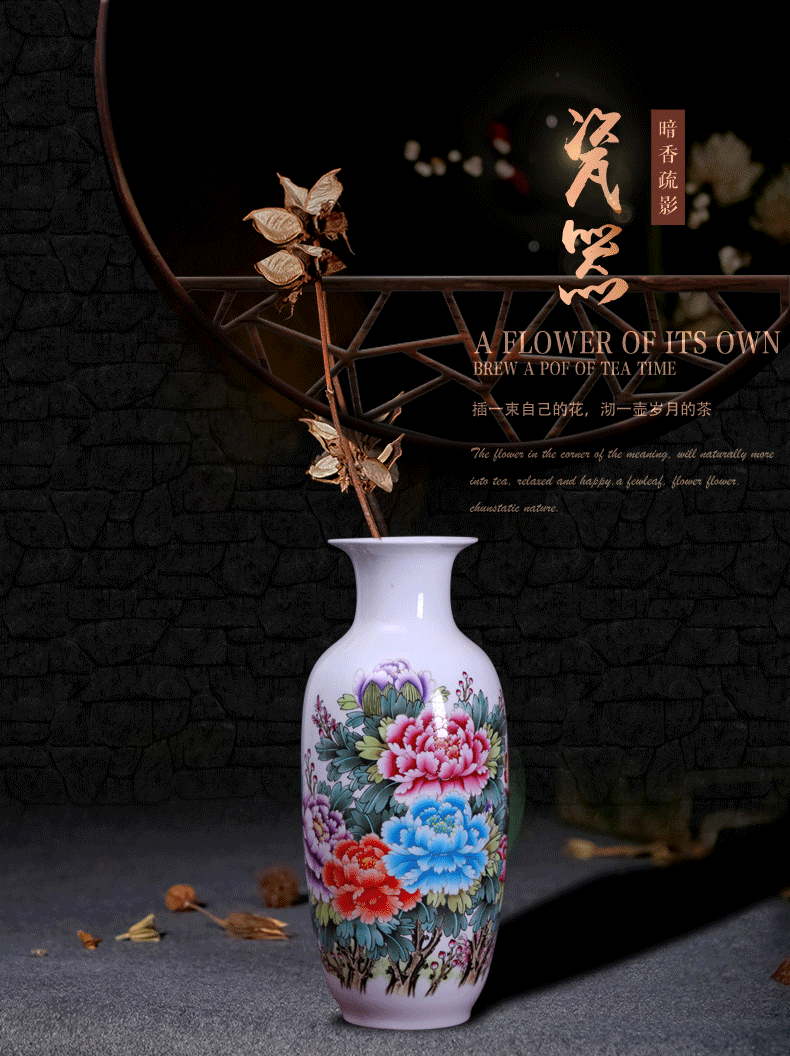 瓷器
暗香疏影
A FLOWER OF ITS OWN
BREW A POF OF TEA TIME
插一束自己的花，沏一壶岁月的茶
The flower in the corner of the meaning, will naturally more
into tea, relaxed and happy,a fewleaf, flower flower,
chunstatic nature.